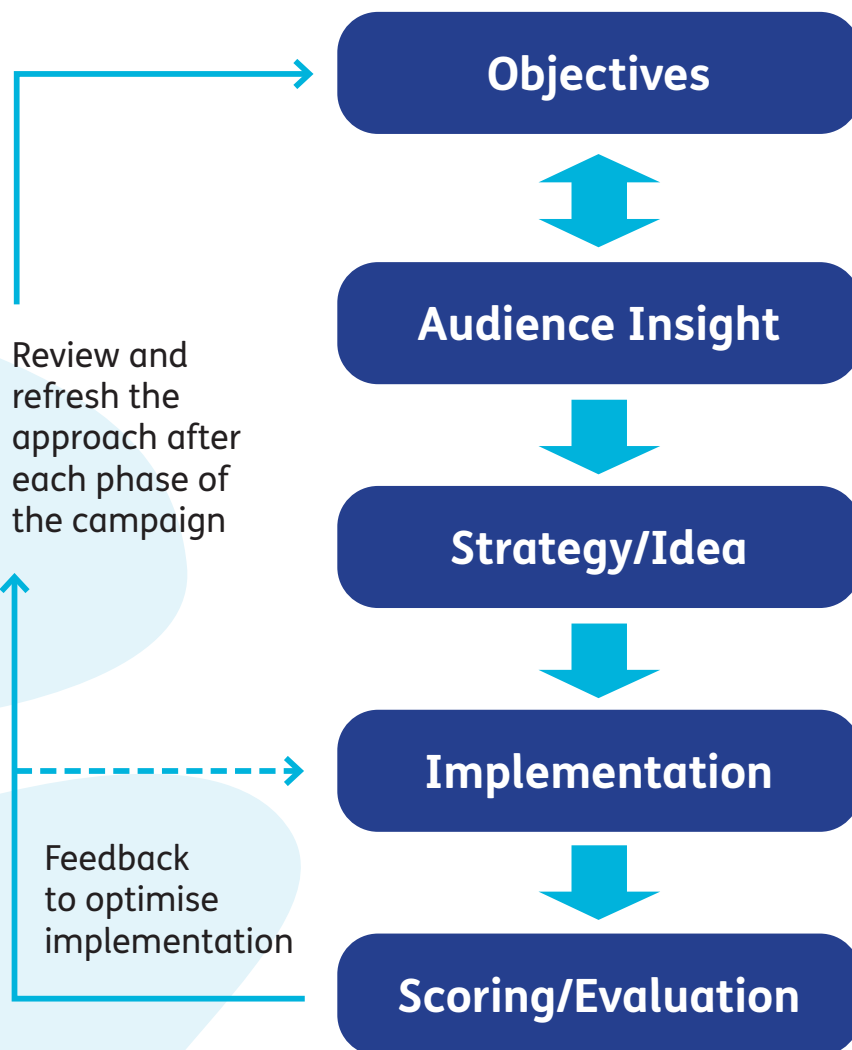 Objectives
Audience Insight
Review and
refresh the
approach after
each phase of
the campaign
Strategy/Idea
Implementation
Feedback
to optimise
implementation
Scoring/Evaluation